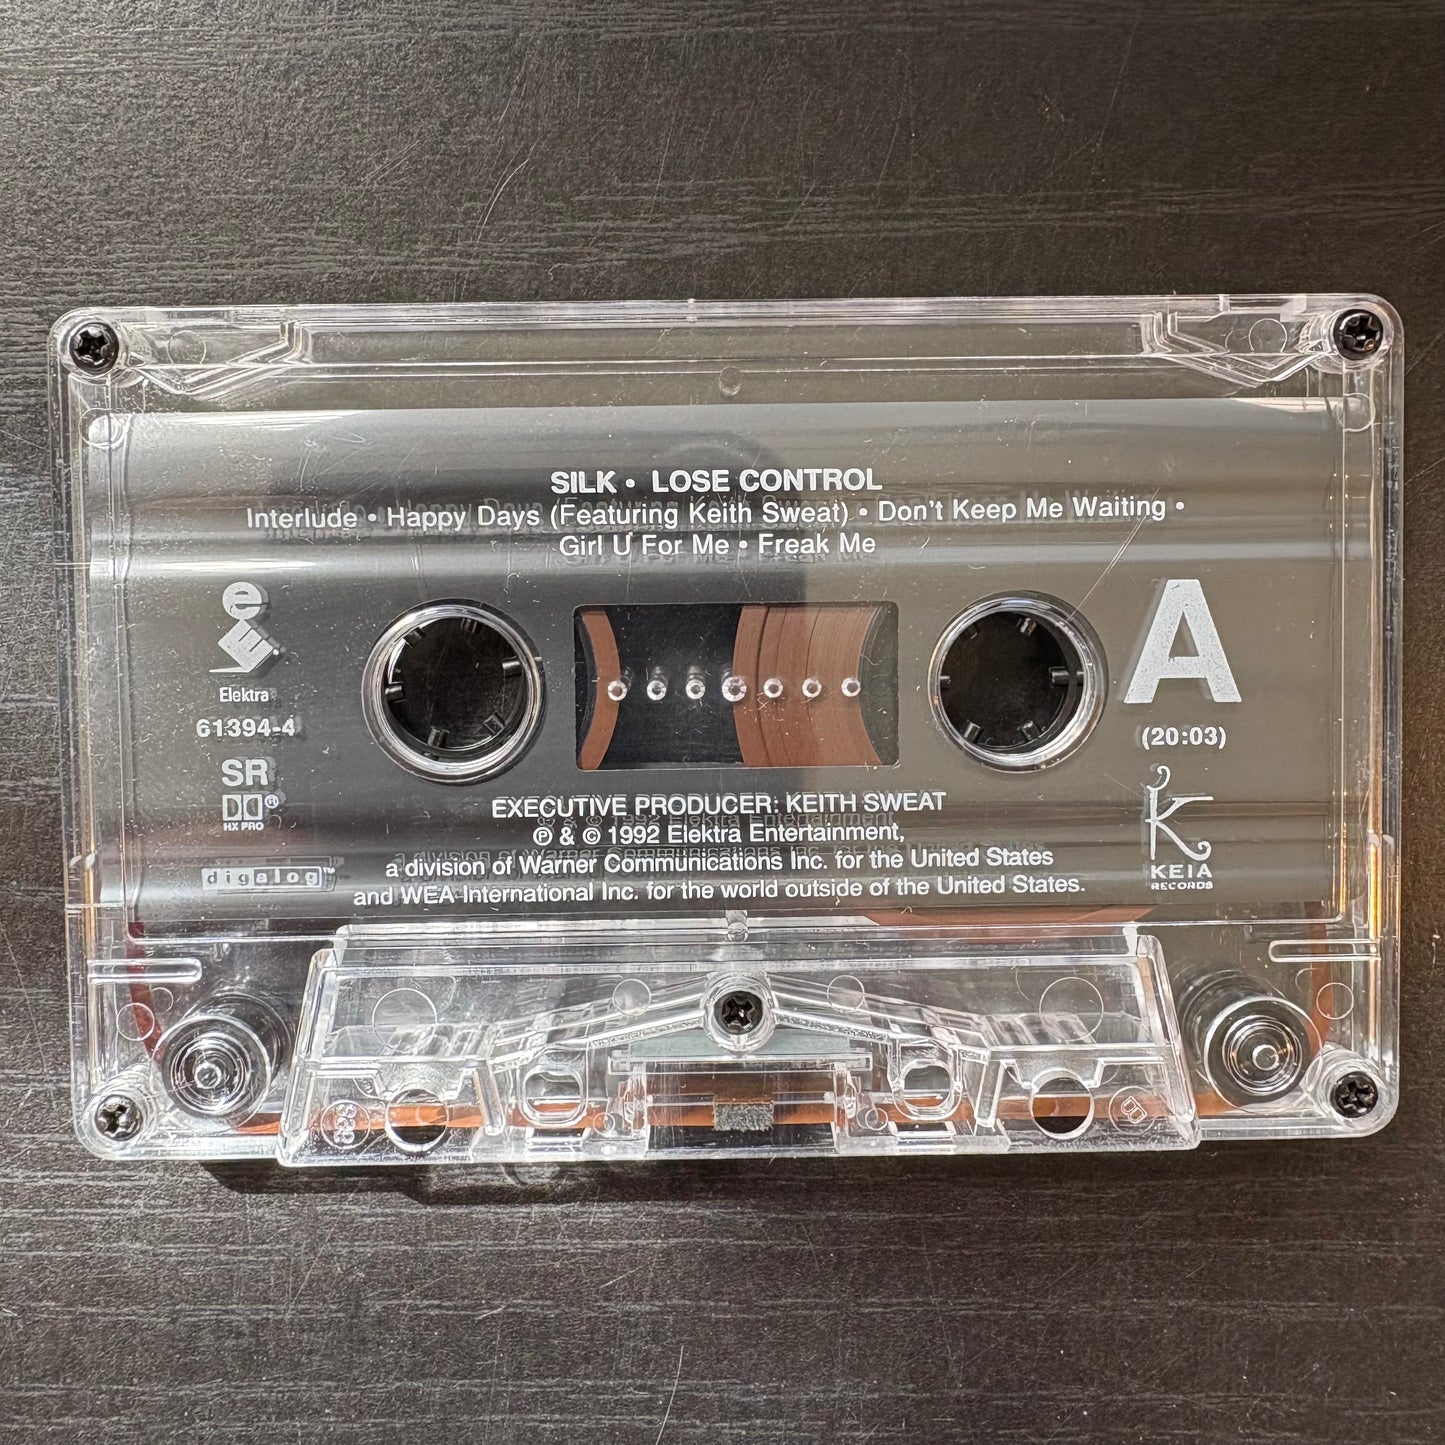 SILK • LOSE CONTROL
Interlude • Happy Days (Featuring Keith Sweat) • Don't Keep Me Waiting •
Girl U For Me • Freak Me
e
Elektra
61394-4
SR
HX PRO
digalog™
A
(20:03)
K
KEIA
RECORDS
EXECUTIVE PRODUCER: KEITH SWEAT
℗ & © 1992 Elektra Entertainment,
a division of Warner Communications Inc. for the United States
and WEA International Inc. for the world outside of the United States.